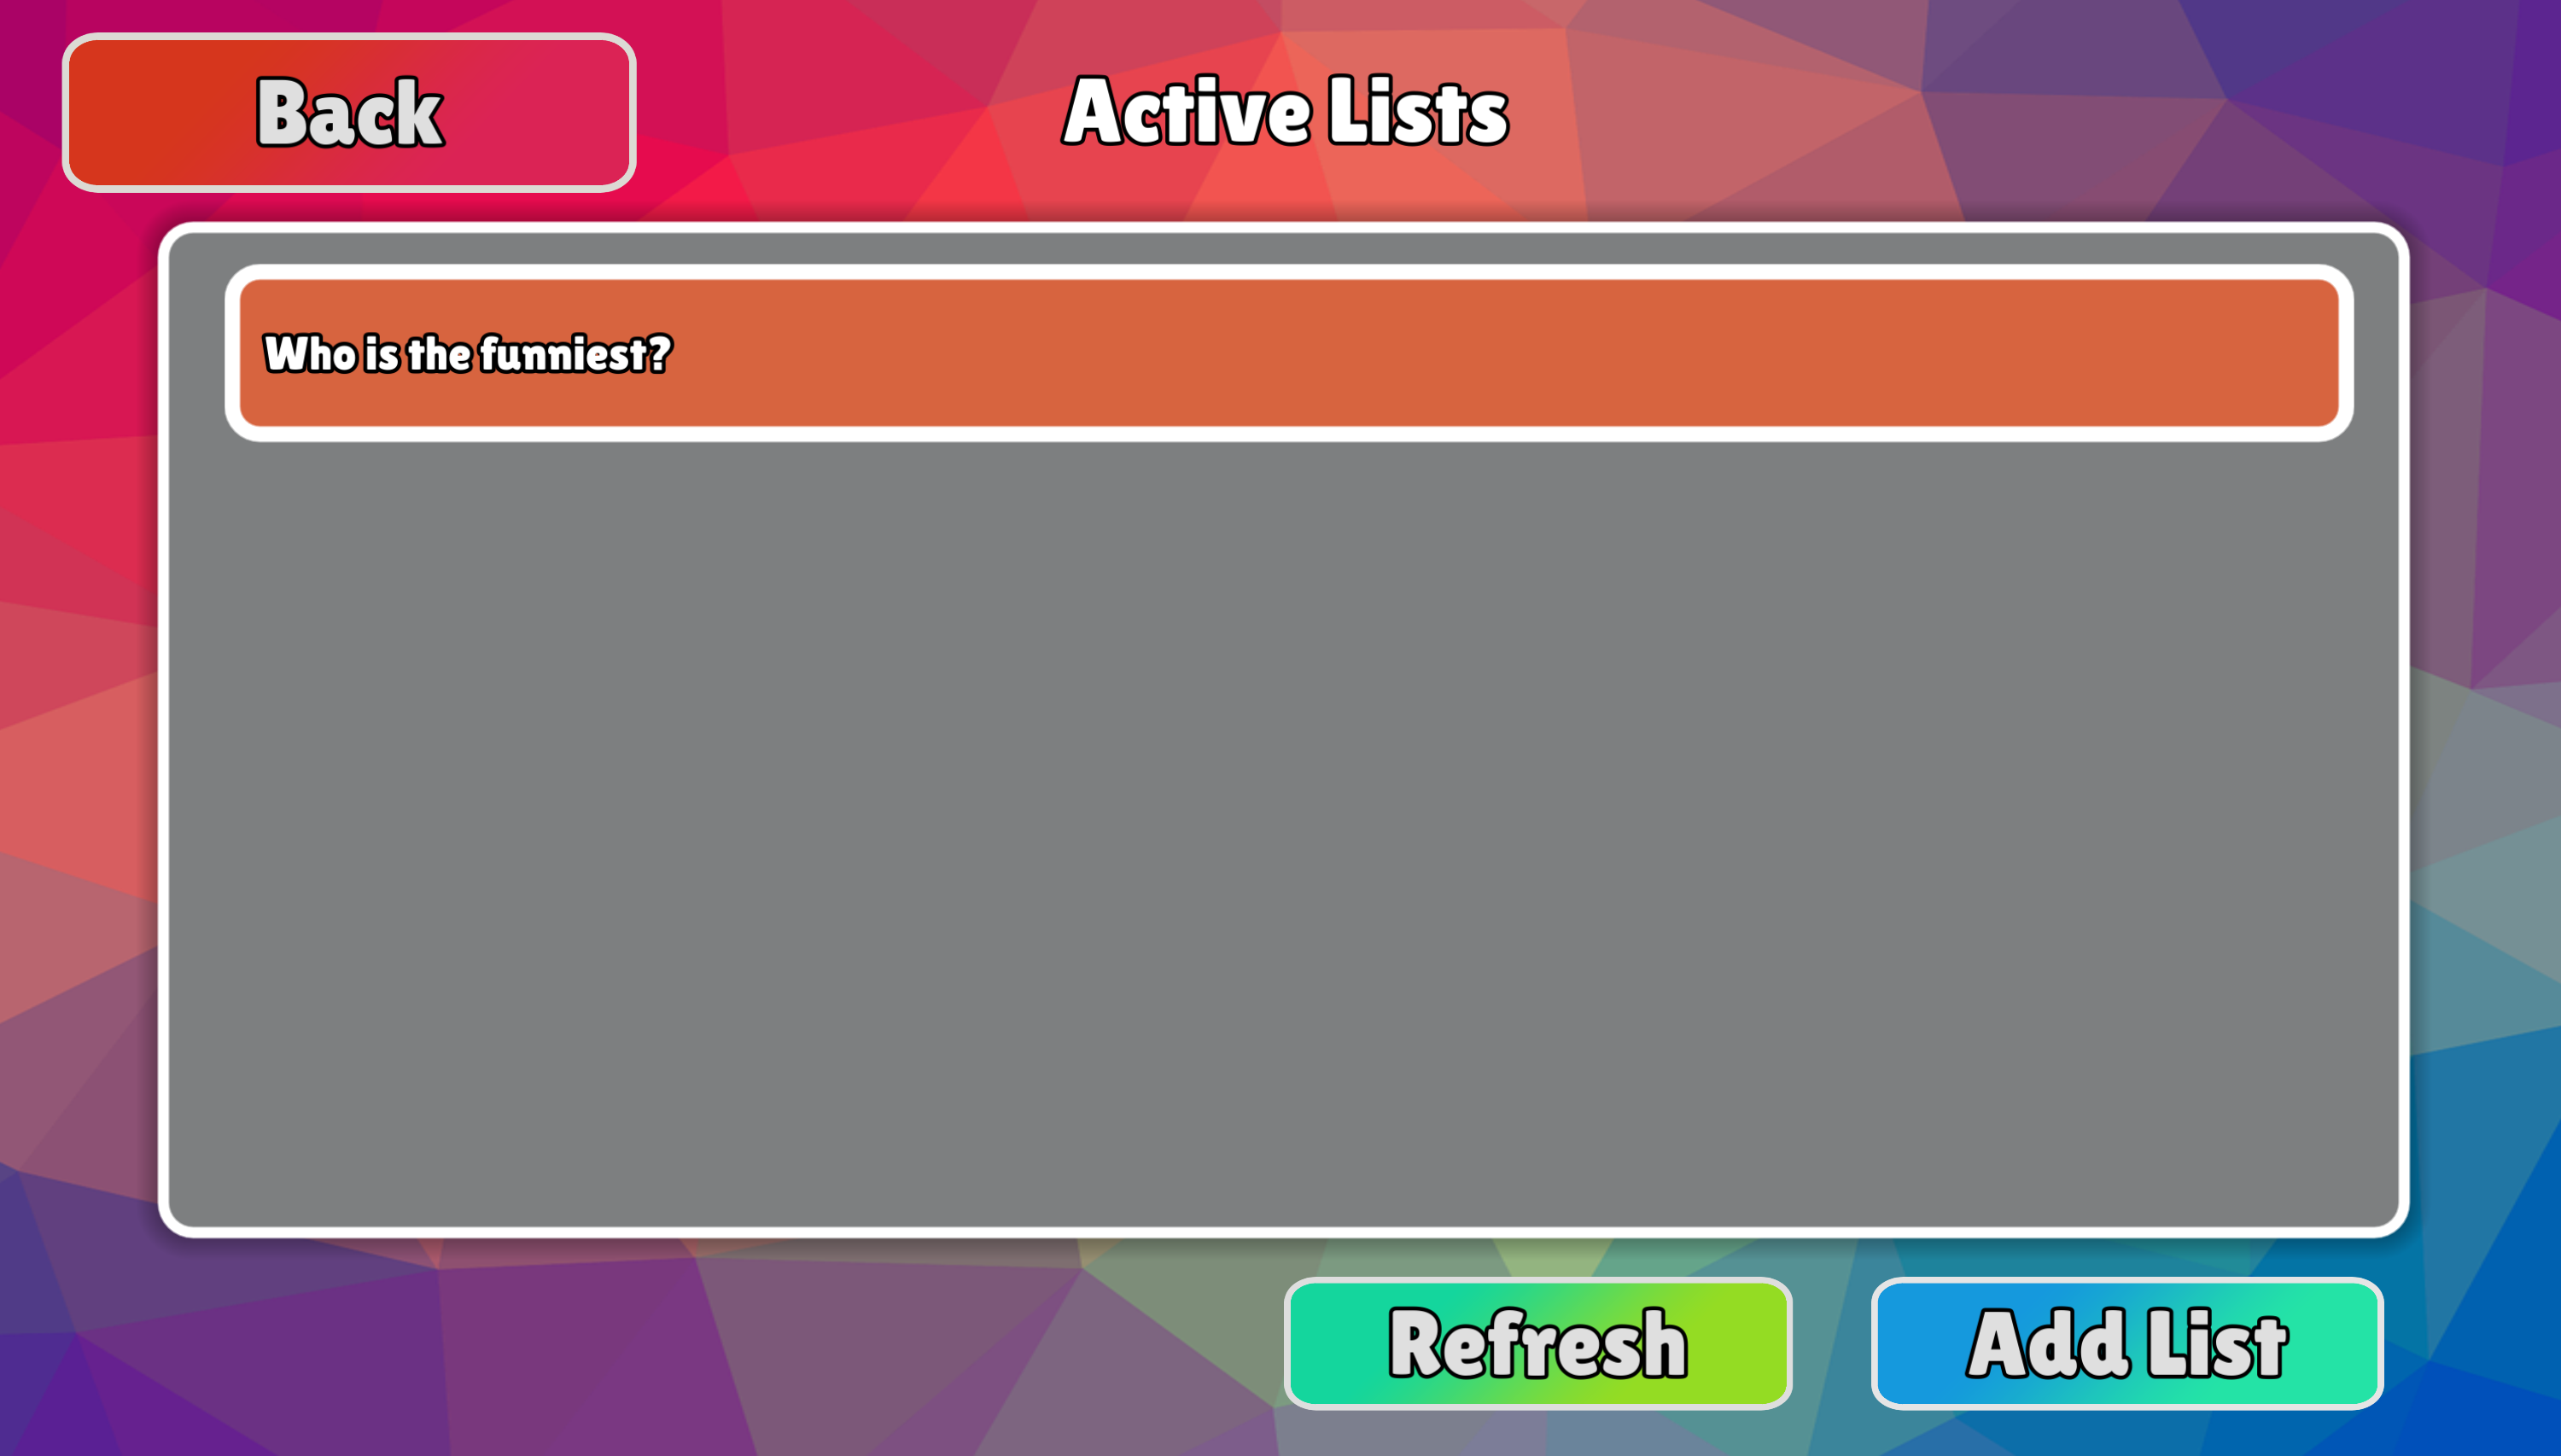 Back
Active Lists
Who is the funniest?
Refresh
Add List